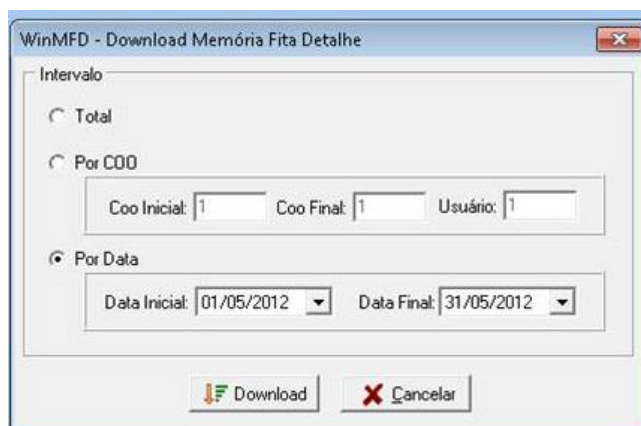 WinMFD - Download Memória Fita Detalhe
Intervalo
Total
Por COO
Coo Inicial: 1 Coo Final: 1 Usuário: 1
Por Data
Data Inicial: 01/05/2012 Data Final: 31/05/2012
Download Cancelar